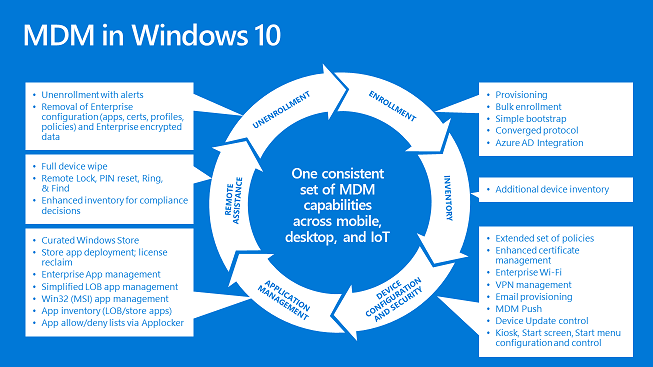 MDM in Windows 10
• Unenrollment with alerts
• Removal of Enterprise
configuration (apps, certs, profiles,
policies) and Enterprise encrypted
data
• Full device wipe
• Remote Lock, PIN reset, Ring,
& Find
• Enhanced inventory for compliance
decisions
• Curated Windows Store
• Store app deployment; license
reclaim
• Enterprise App management
• Simplified LOB app management
• Win32 (MSI) app management
• App inventory (LOB/store apps)
• App allow/deny lists via Applocker
UNENROLLMENT
ENROLLMENT
INVENTORY
DEVICE
CONFIGURATION
AND SECURITY
APPLICATION
MANAGEMENT
REMOTE
ASSISTANCE
One consistent
set of MDM
capabilities
across mobile,
desktop, and IoT
• Provisioning
• Bulk enrollment
• Simple bootstrap
• Converged protocol
• Azure AD Integration
• Additional device inventory
• Extended set of policies
• Enhanced certificate
management
• Enterprise Wi-Fi
• VPN management
• Email provisioning
• MDM Push
• Device Update control
• Kiosk, Start screen, Start menu
configuration and control